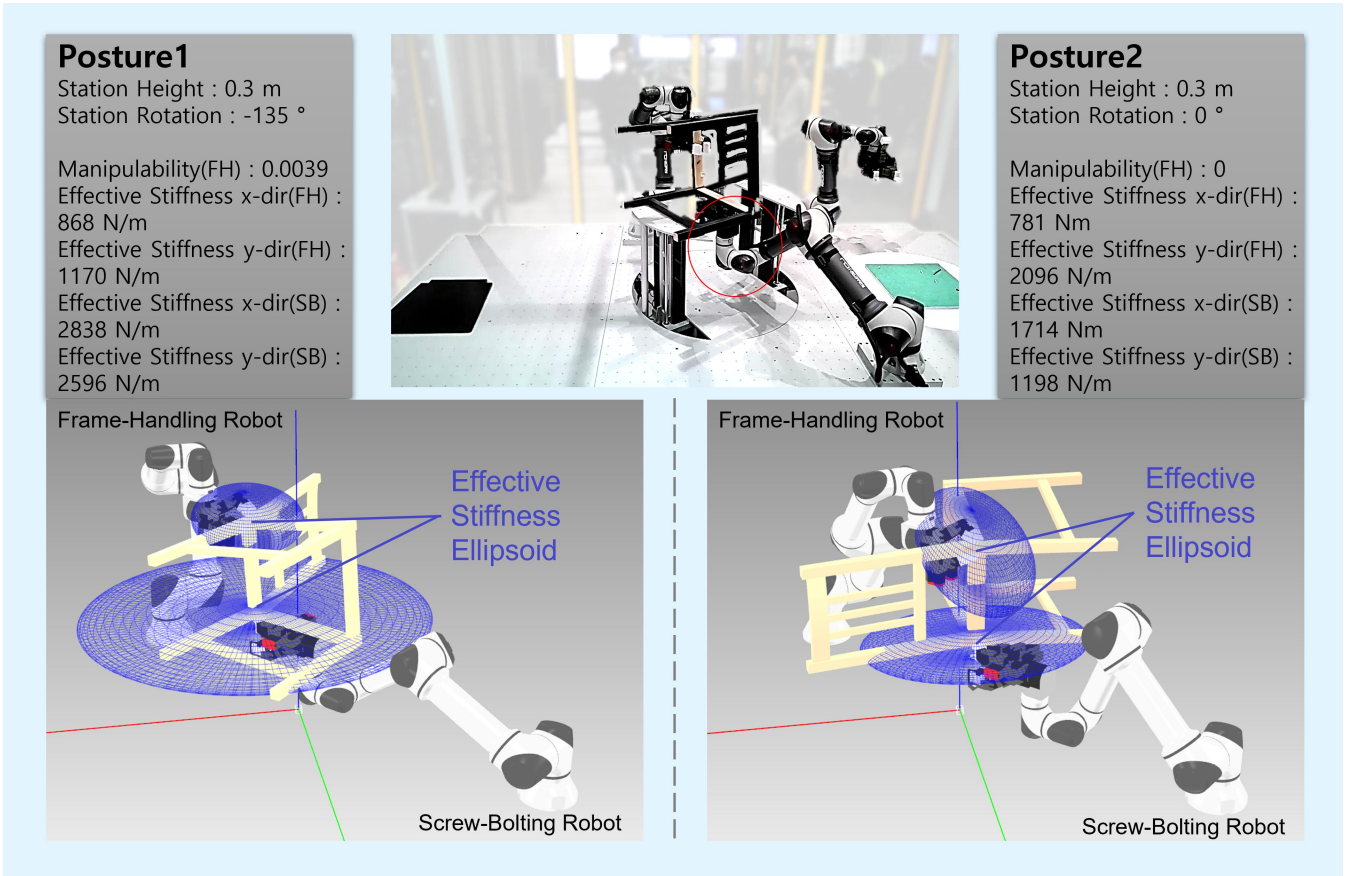 Posture1
Station Height : 0.3 m
Station Rotation : -135 °
Manipulability(FH) : 0.0039
Effective Stiffness x-dir(FH) :
868 N/m
Effective Stiffness y-dir(FH) :
1170 N/m
Effective Stiffness x-dir(SB) :
2838 N/m
Effective Stiffness y-dir(SB) :
2596 N/m
Posture2
Station Height : 0.3 m
Station Rotation : 0 °
Manipulability(FH) : 0
Effective Stiffness x-dir(FH) :
781 Nm
Effective Stiffness y-dir(FH) :
2096 N/m
Effective Stiffness x-dir(SB) :
1714 Nm
Effective Stiffness y-dir(SB) :
1198 N/m
Frame-Handling Robot
Effective
Stiffness
Ellipsoid
Screw-Bolting Robot
Frame-Handling Robot
Effective
Stiffness
Ellipsoid
Screw-Bolting Robot